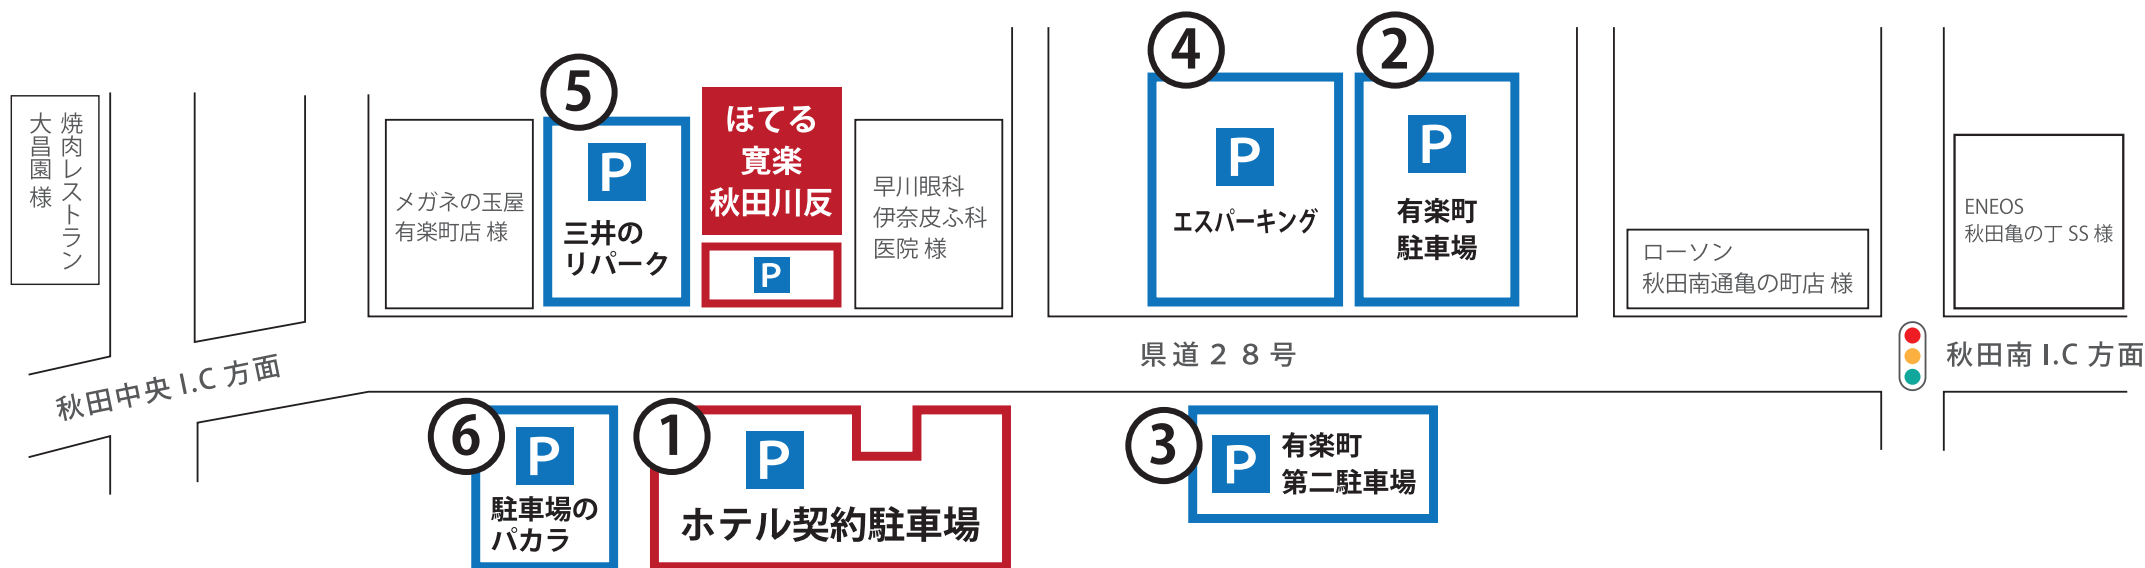 焼肉レストラン
大昌園 様
メガネの玉屋
有楽町店 様
5
P
三井の
リパーク
ほてる
寛楽
秋田川反
P
早川眼科
伊奈皮ふ科
医院 様
4
P
エスパーキング
2
P
有楽町
駐車場
ローソン
秋田南通亀の町店 様
ENEOS
秋田亀の丁 SS 様
秋田中央 I.C 方面
県道２８号
秋田南 I.C 方面
6
P
駐車場の
パカラ
1
P
ホテル契約駐車場
3
P
有楽町
第二駐車場